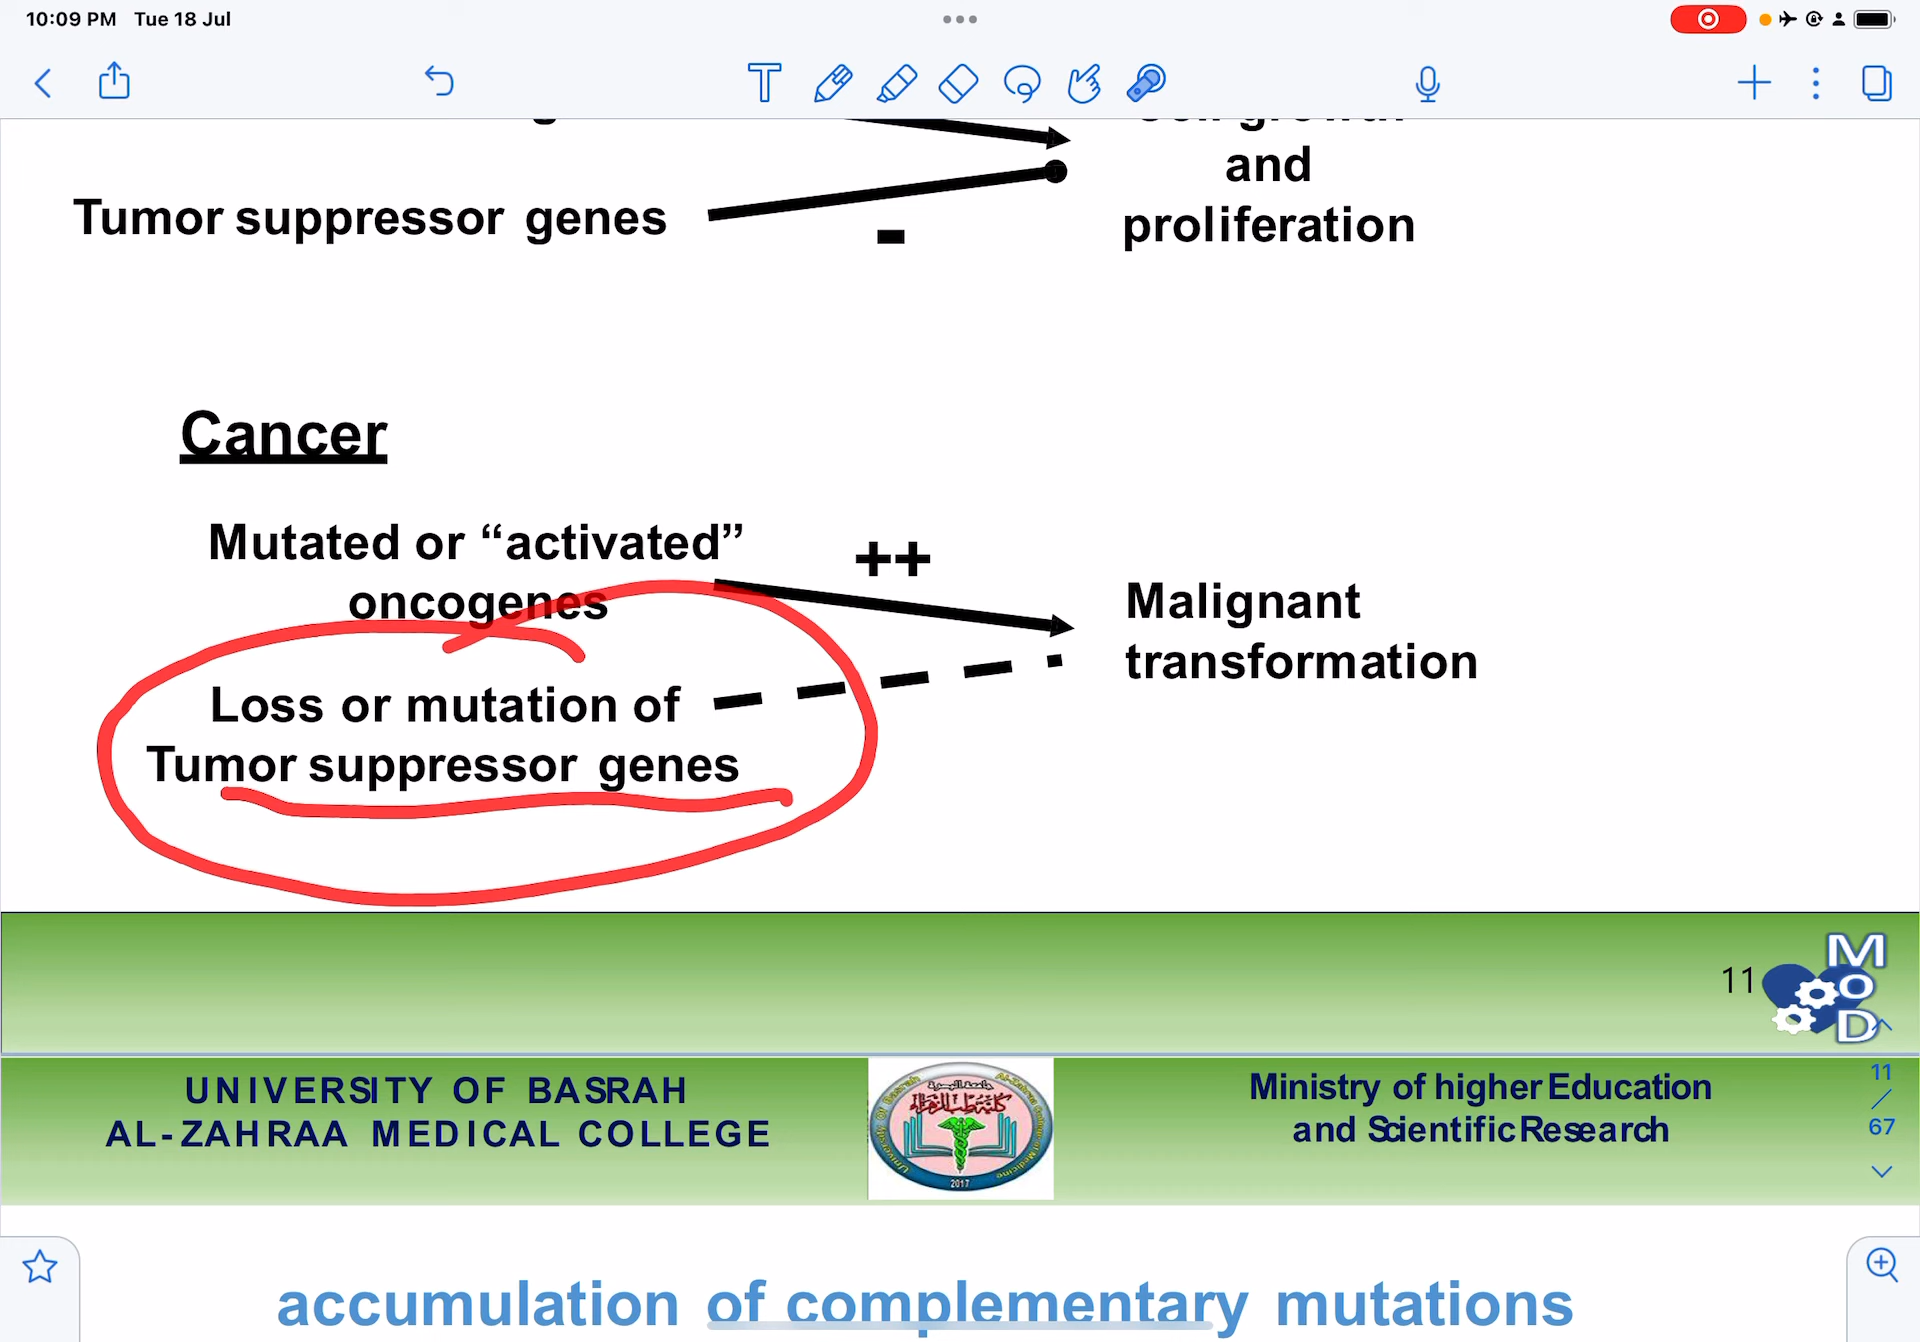 10:09 PM Tue 18 Jul
and
Tumor suppressor genes
-
proliferation
Cancer
Mutated or “activated”
oncogenes
++
Malignant
transformation
Loss or mutation of
Tumor suppressor genes
11
M
O
D
UNIVERSITY OF BASRAH
AL-ZAHRAA MEDICAL COLLEGE
2017
Ministry of higher Education
and Scientific Research
11
/
67
accumulation of complementary mutations